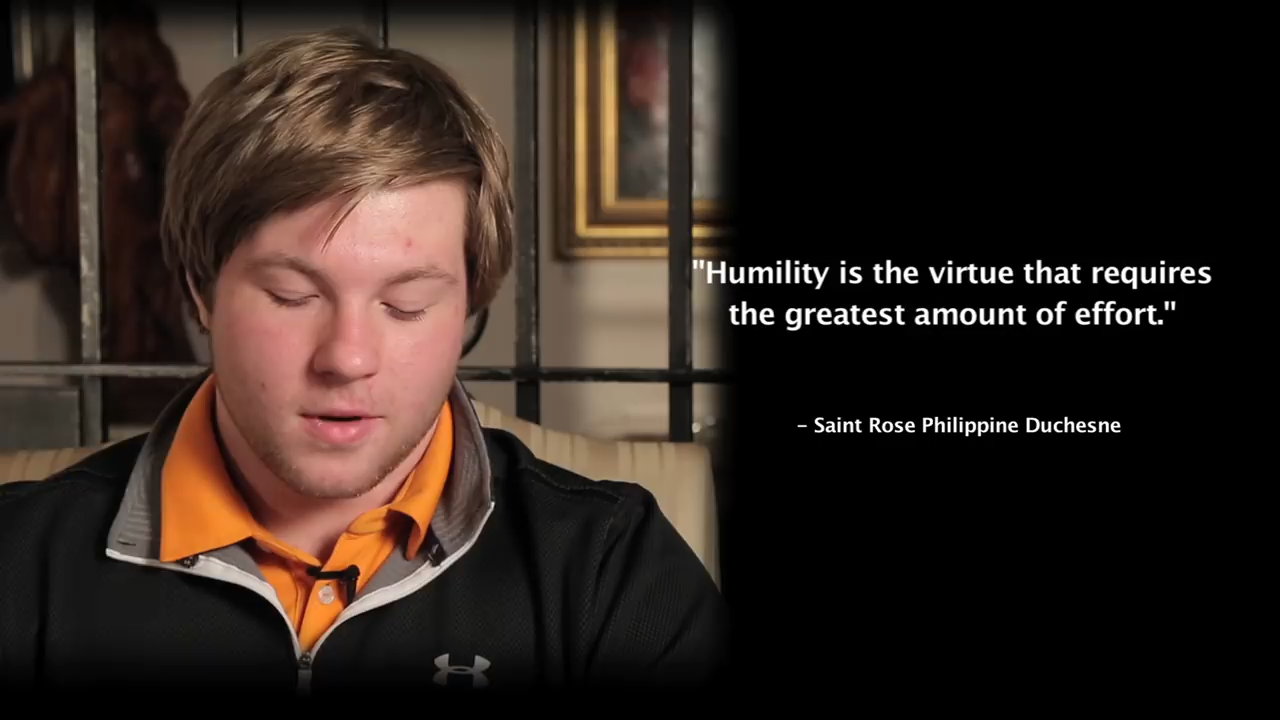 "Humility is the virtue that requires
the greatest amount of effort."
– Saint Rose Philippine Duchesne